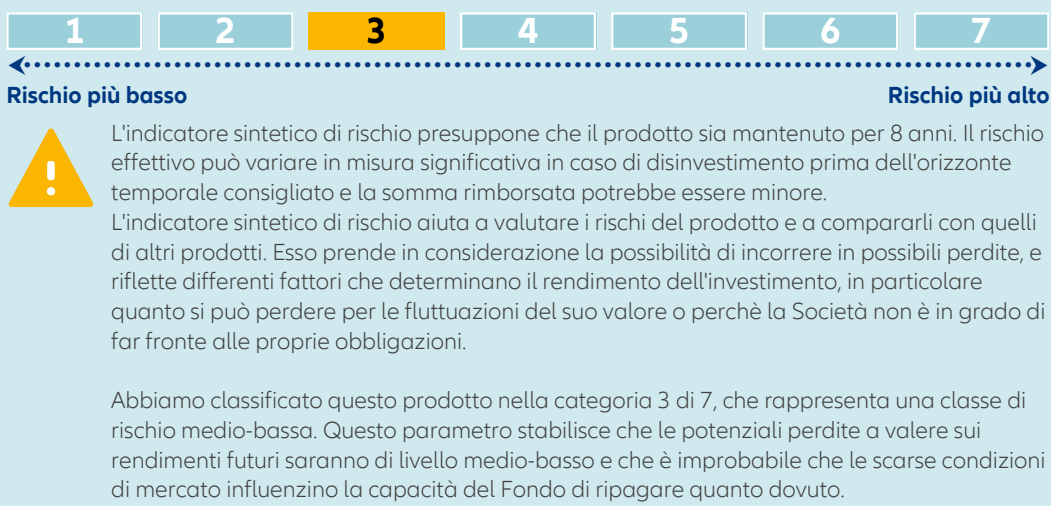 1 2 3 4 5 6 7
Rischio più basso Rischio più alto
L'indicatore sintetico di rischio presuppone che il prodotto sia mantenuto per 8 anni. Il rischio
effettivo può variare in misura significativa in caso di disinvestimento prima dell'orizzonte
temporale consigliato e la somma rimborsata potrebbe essere minore.
L'indicatore sintetico di rischio aiuta a valutare i rischi del prodotto e a compararli con quelli
di altri prodotti. Esso prende in considerazione la possibilità di incorrere in possibili perdite, e
riflette differenti fattori che determinano il rendimento dell'investimento, in particolare
quanto si può perdere per le fluttuazioni del suo valore o perchè la Società non è in grado di
far fronte alle proprie obbligazioni.
Abbiamo classificato questo prodotto nella categoria 3 di 7, che rappresenta una classe di
rischio medio-bassa. Questo parametro stabilisce che le potenziali perdite a valere sui
rendimenti futuri saranno di livello medio-basso e che è improbabile che le scarse condizioni
di mercato influenzino la capacità del Fondo di ripagare quanto dovuto.